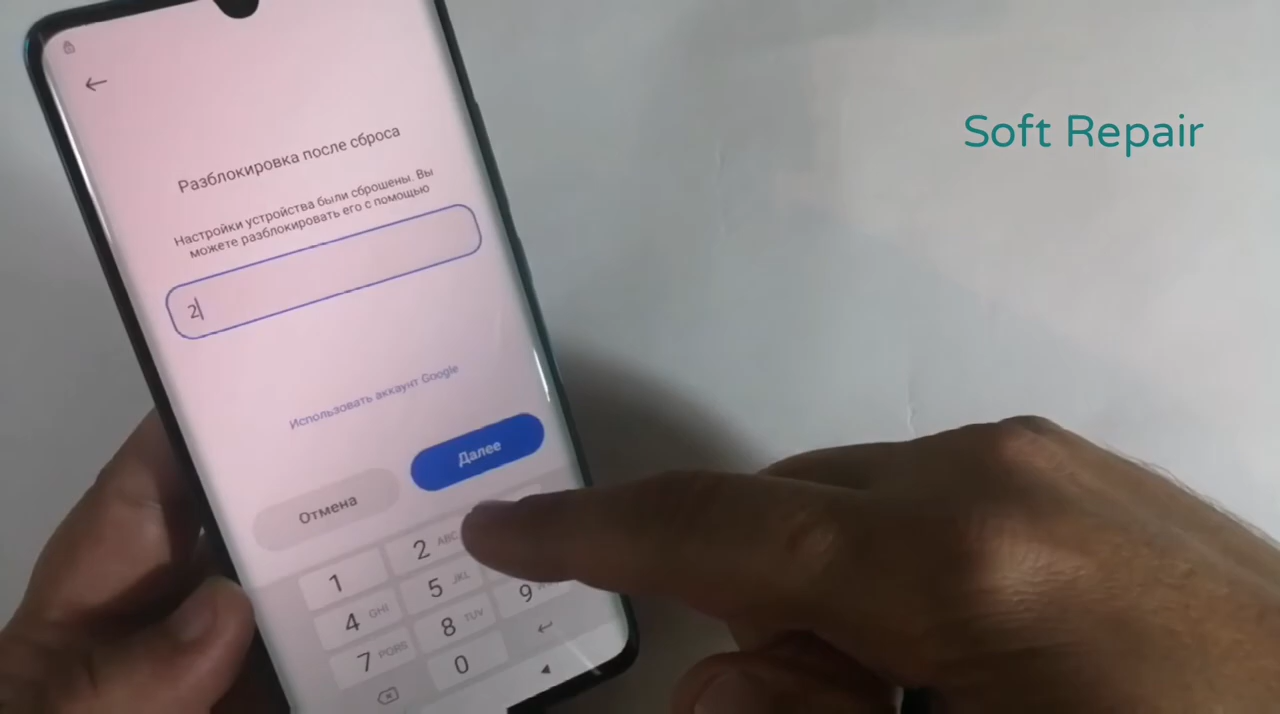 Soft Repair
Разблокировка после сброса
Настройки устройства были сброшены. Вы
можете разблокировать его с помощью
2
Использовать аккаунт Google
Далее
Отмена
1
2 ABC
4 GHI
5 JKL
7 PQRS
8 TUV
9
0